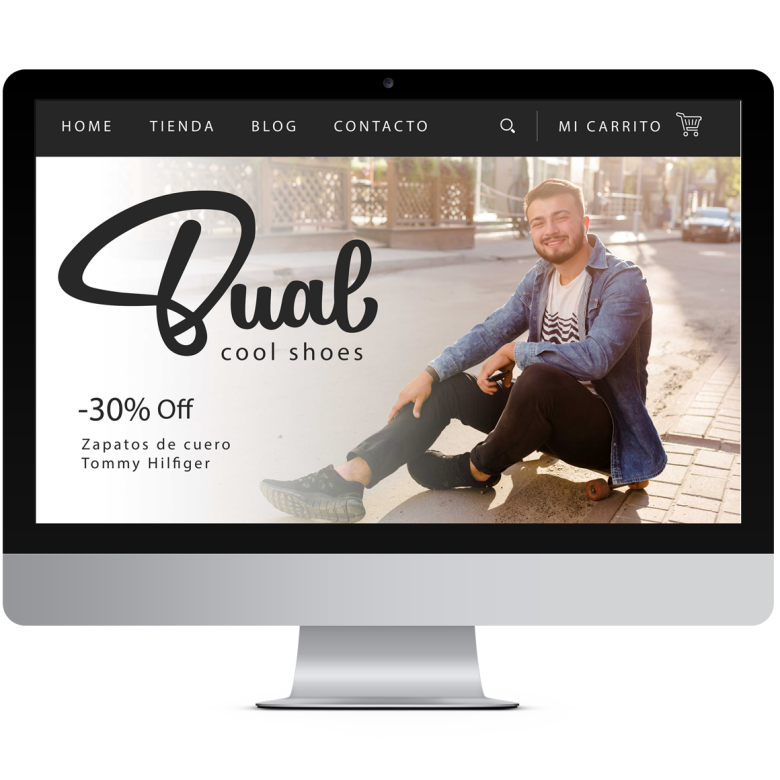 HOME TIENDA BLOG CONTACTO MI CARRITO
Dual
cool shoes
-30% Off
Zapatos de cuero
Tommy Hilfiger